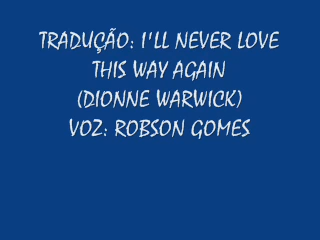 TRADUÇÃO: I'LL NEVER LOVE
THIS WAY AGAIN
(DIONNE WARWICK)
VOZ: ROBSON GOMES